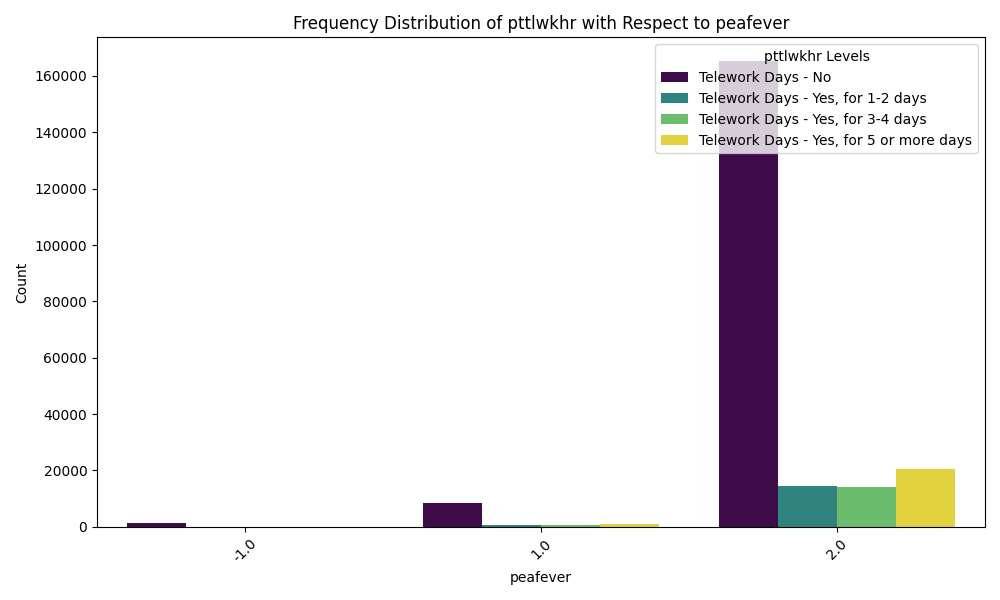 Frequency Distribution of pttlwkhr with Respect to peafever
pttlwkhr Levels
Telework Days - No
Telework Days - Yes, for 1-2 days
Telework Days - Yes, for 3-4 days
Telework Days - Yes, for 5 or more days
Count
160000
140000
120000
100000
80000
60000
40000
20000
0
-1.0
1.0
2.0
peafever